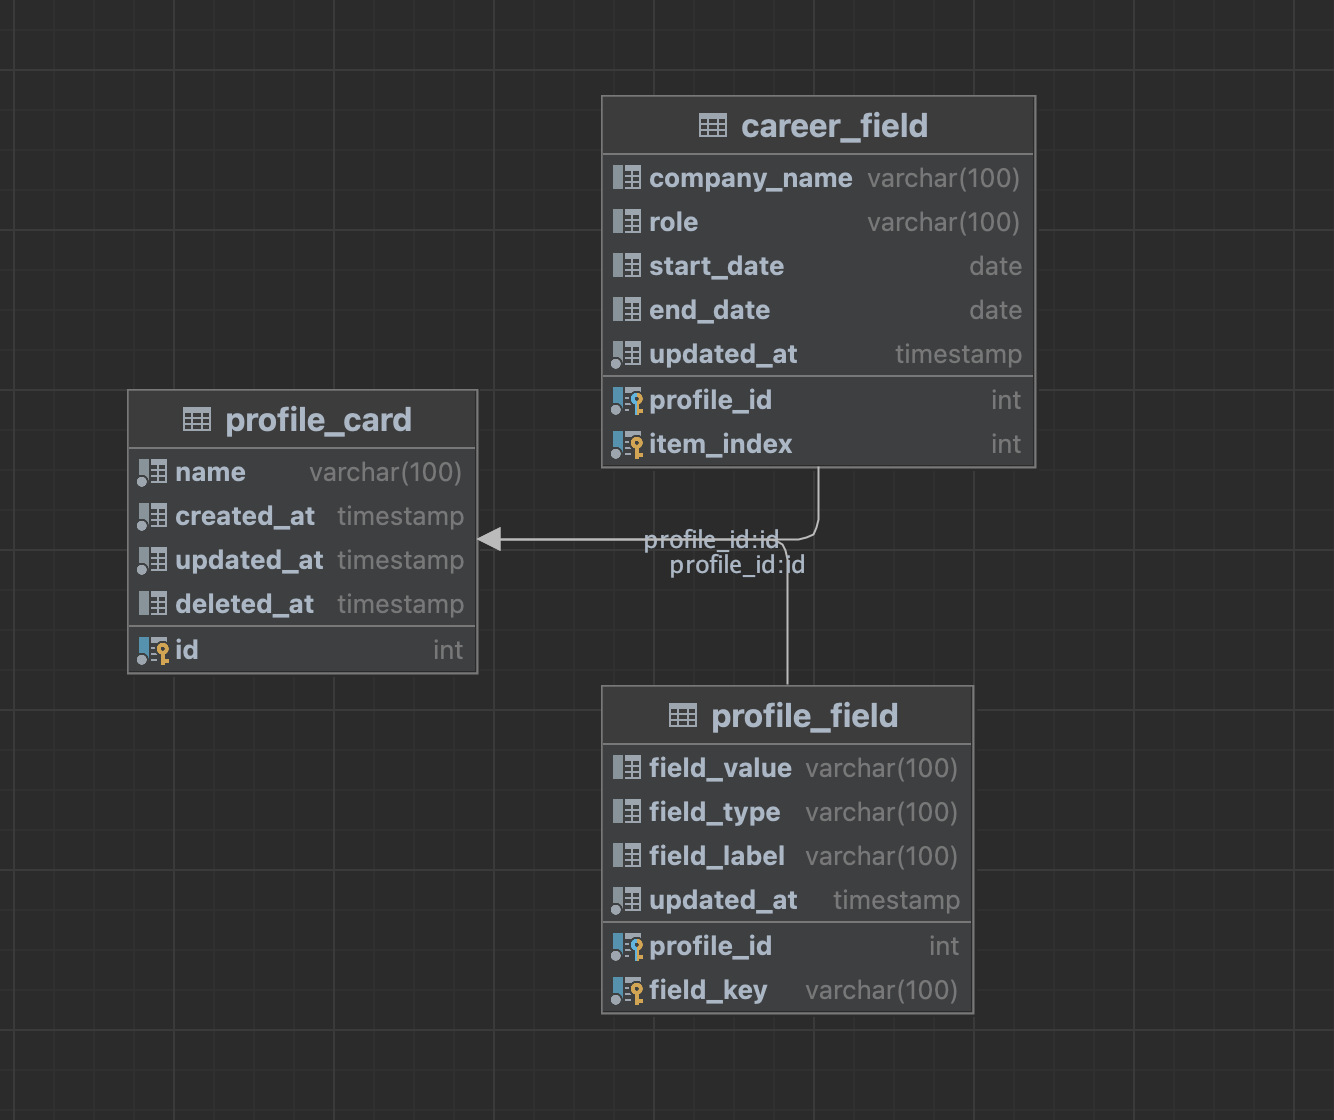 career_field
company_name varchar(100)
role varchar(100)
start_date date
end_date date
updated_at timestamp
profile_id int
item_index int
profile_card
name varchar(100)
created_at timestamp
updated_at timestamp
deleted_at timestamp
id int
profile_id:id
profile_id:id
profile_field
field_value varchar(100)
field_type varchar(100)
field_label varchar(100)
updated_at timestamp
profile_id int
field_key varchar(100)